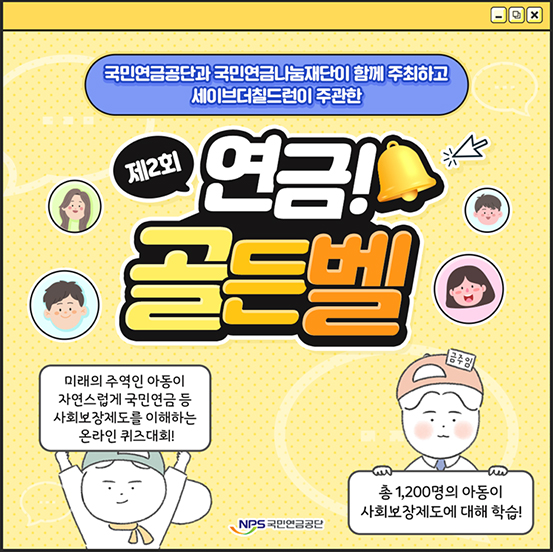 국민연금공단과 국민연금나눔재단이 함께 주최하고
세이브더칠드런이 주관한
제2회
연금!
골든벨
금주임
미래의 주역인 아동이
자연스럽게 국민연금 등
사회보장제도를 이해하는
온라인 퀴즈대회!
총 1,200명의 아동이
사회보장제도에 대해 학습!
NPS 국민연금공단